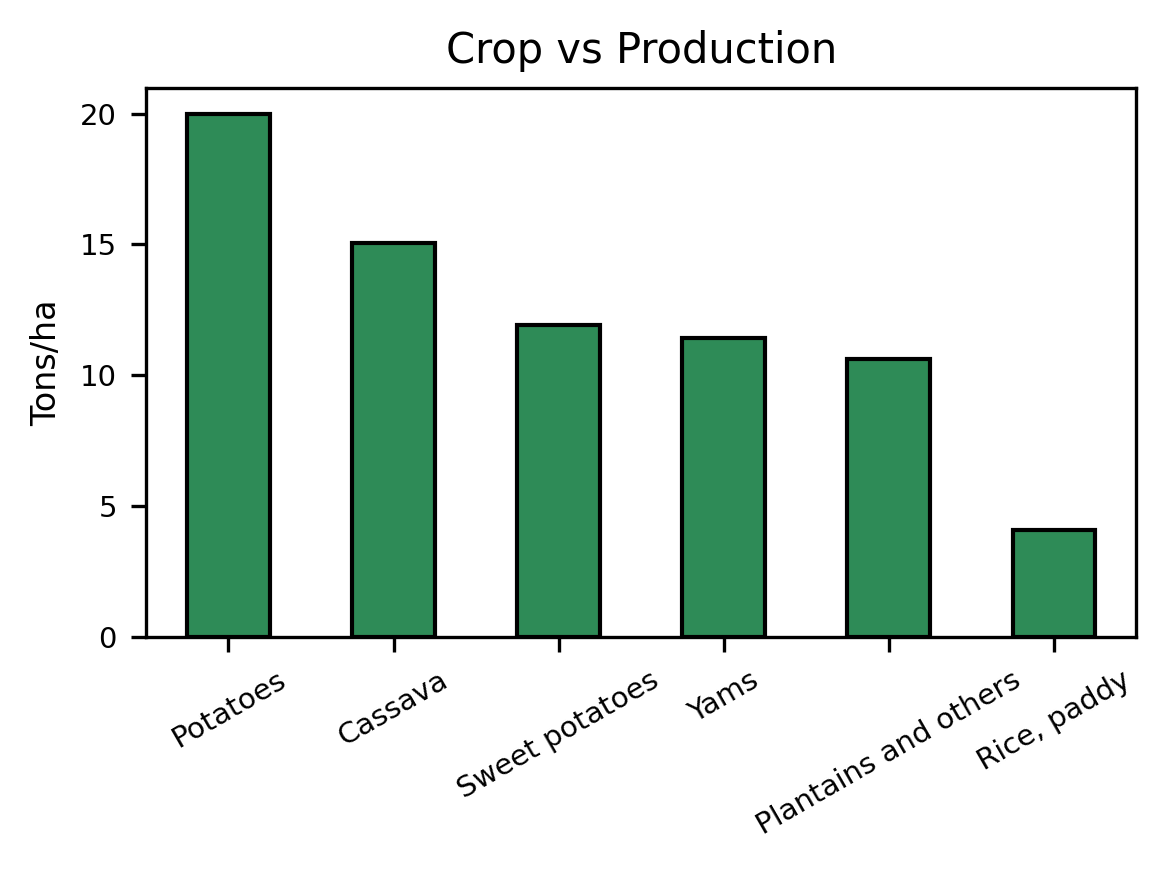 Crop vs Production
Tons/ha
20
15
10
5
0
Potatoes
Cassava
Sweet potatoes
Yams
Plantains and others
Rice, paddy